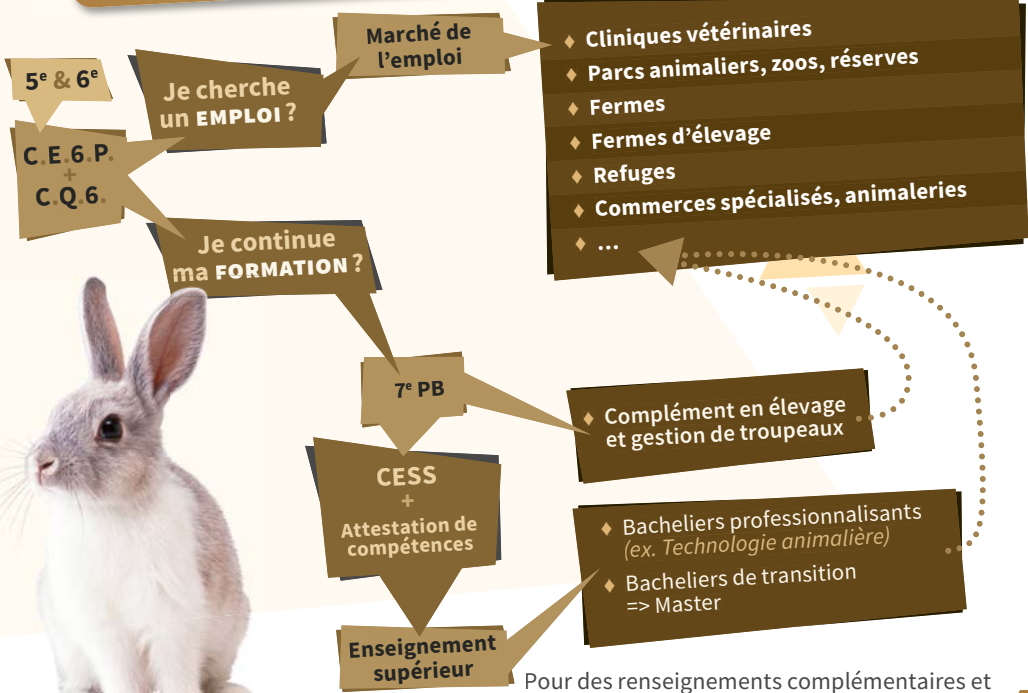 5e & 6e
C.E.6.P.
+
C.Q.6.
Je cherche
un EMPLOI ?
Marché de
l'emploi
♦ Cliniques vétérinaires
♦ Parcs animaliers, zoos, réserves
♦ Fermes
♦ Fermes d'élevage
♦ Refuges
♦ Commerces spécialisés, animaleries
♦ ...
Je continue
ma FORMATION ?
7e PB
♦ Complément en élevage
et gestion de troupeaux
CESS
+
Attestation de
compétences
Enseignement
supérieur
♦ Bacheliers professionnalisants
(ex. Technologie animalière)
♦ Bacheliers de transition
=> Master
Pour des renseignements complémentaires et